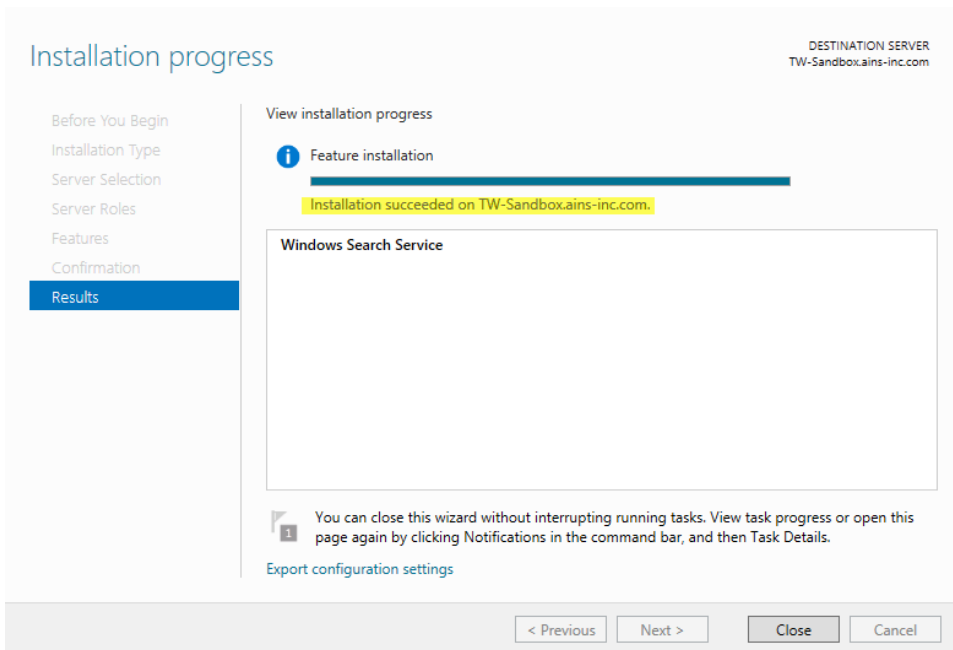 Installation progress
DESTINATION SERVER
TW-Sandbox.ains-inc.com
Before You Begin
Installation Type
Server Selection
Server Roles
Features
Confirmation
Results
View installation progress
Feature installation
Installation succeeded on TW-Sandbox.ains-inc.com.
Windows Search Service
1
You can close this wizard without interrupting running tasks. View task progress or open this
page again by clicking Notifications in the command bar, and then Task Details.
Export configuration settings
< Previous
Next >
Close
Cancel